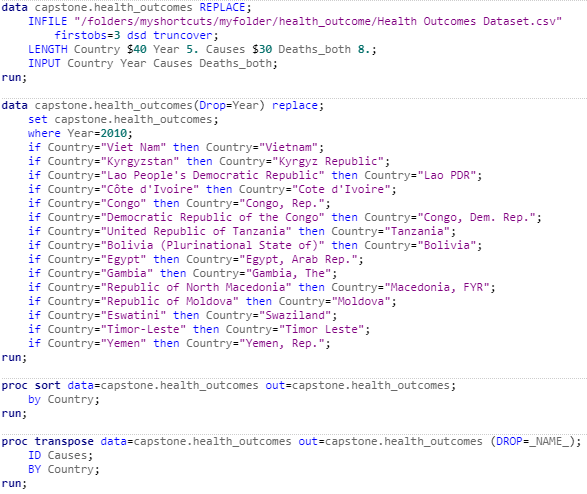 data capstone.health_outcomes REPLACE;
INFILE "/folders/myshortcuts/myfolder/health_outcome/Health Outcomes Dataset.csv"
firstobs=3 dsd truncover;
LENGTH Country $40 Year 5. Causes $30 Deaths_both 8.;
INPUT Country Year Causes Deaths_both;
run;
data capstone.health_outcomes(Drop=Year) replace;
set capstone.health_outcomes;
where Year=2010;
if Country="Viet Nam" then Country="Vietnam";
if Country="Kyrgyzstan" then Country="Kyrgyz Republic";
if Country="Lao People's Democratic Republic" then Country="Lao PDR";
if Country="Côte d'Ivoire" then Country="Cote d'Ivoire";
if Country="Congo" then Country="Congo, Rep.";
if Country="Democratic Republic of the Congo" then Country="Congo, Dem. Rep.";
if Country="United Republic of Tanzania" then Country="Tanzania";
if Country="Bolivia (Plurinational State of)" then Country="Bolivia";
if Country="Egypt" then Country="Egypt, Arab Rep.";
if Country="Gambia" then Country="Gambia, The";
if Country="Republic of North Macedonia" then Country="Macedonia, FYR";
if Country="Republic of Moldova" then Country="Moldova";
if Country="Eswatini" then Country="Swaziland";
if Country="Timor-Leste" then Country="Timor Leste";
if Country="Yemen" then Country="Yemen, Rep.";
run;
proc sort data=capstone.health_outcomes out=capstone.health_outcomes;
by Country;
run;
proc transpose data=capstone.health_outcomes out=capstone.health_outcomes (DROP=_NAME_);
ID Causes;
BY Country;
run;